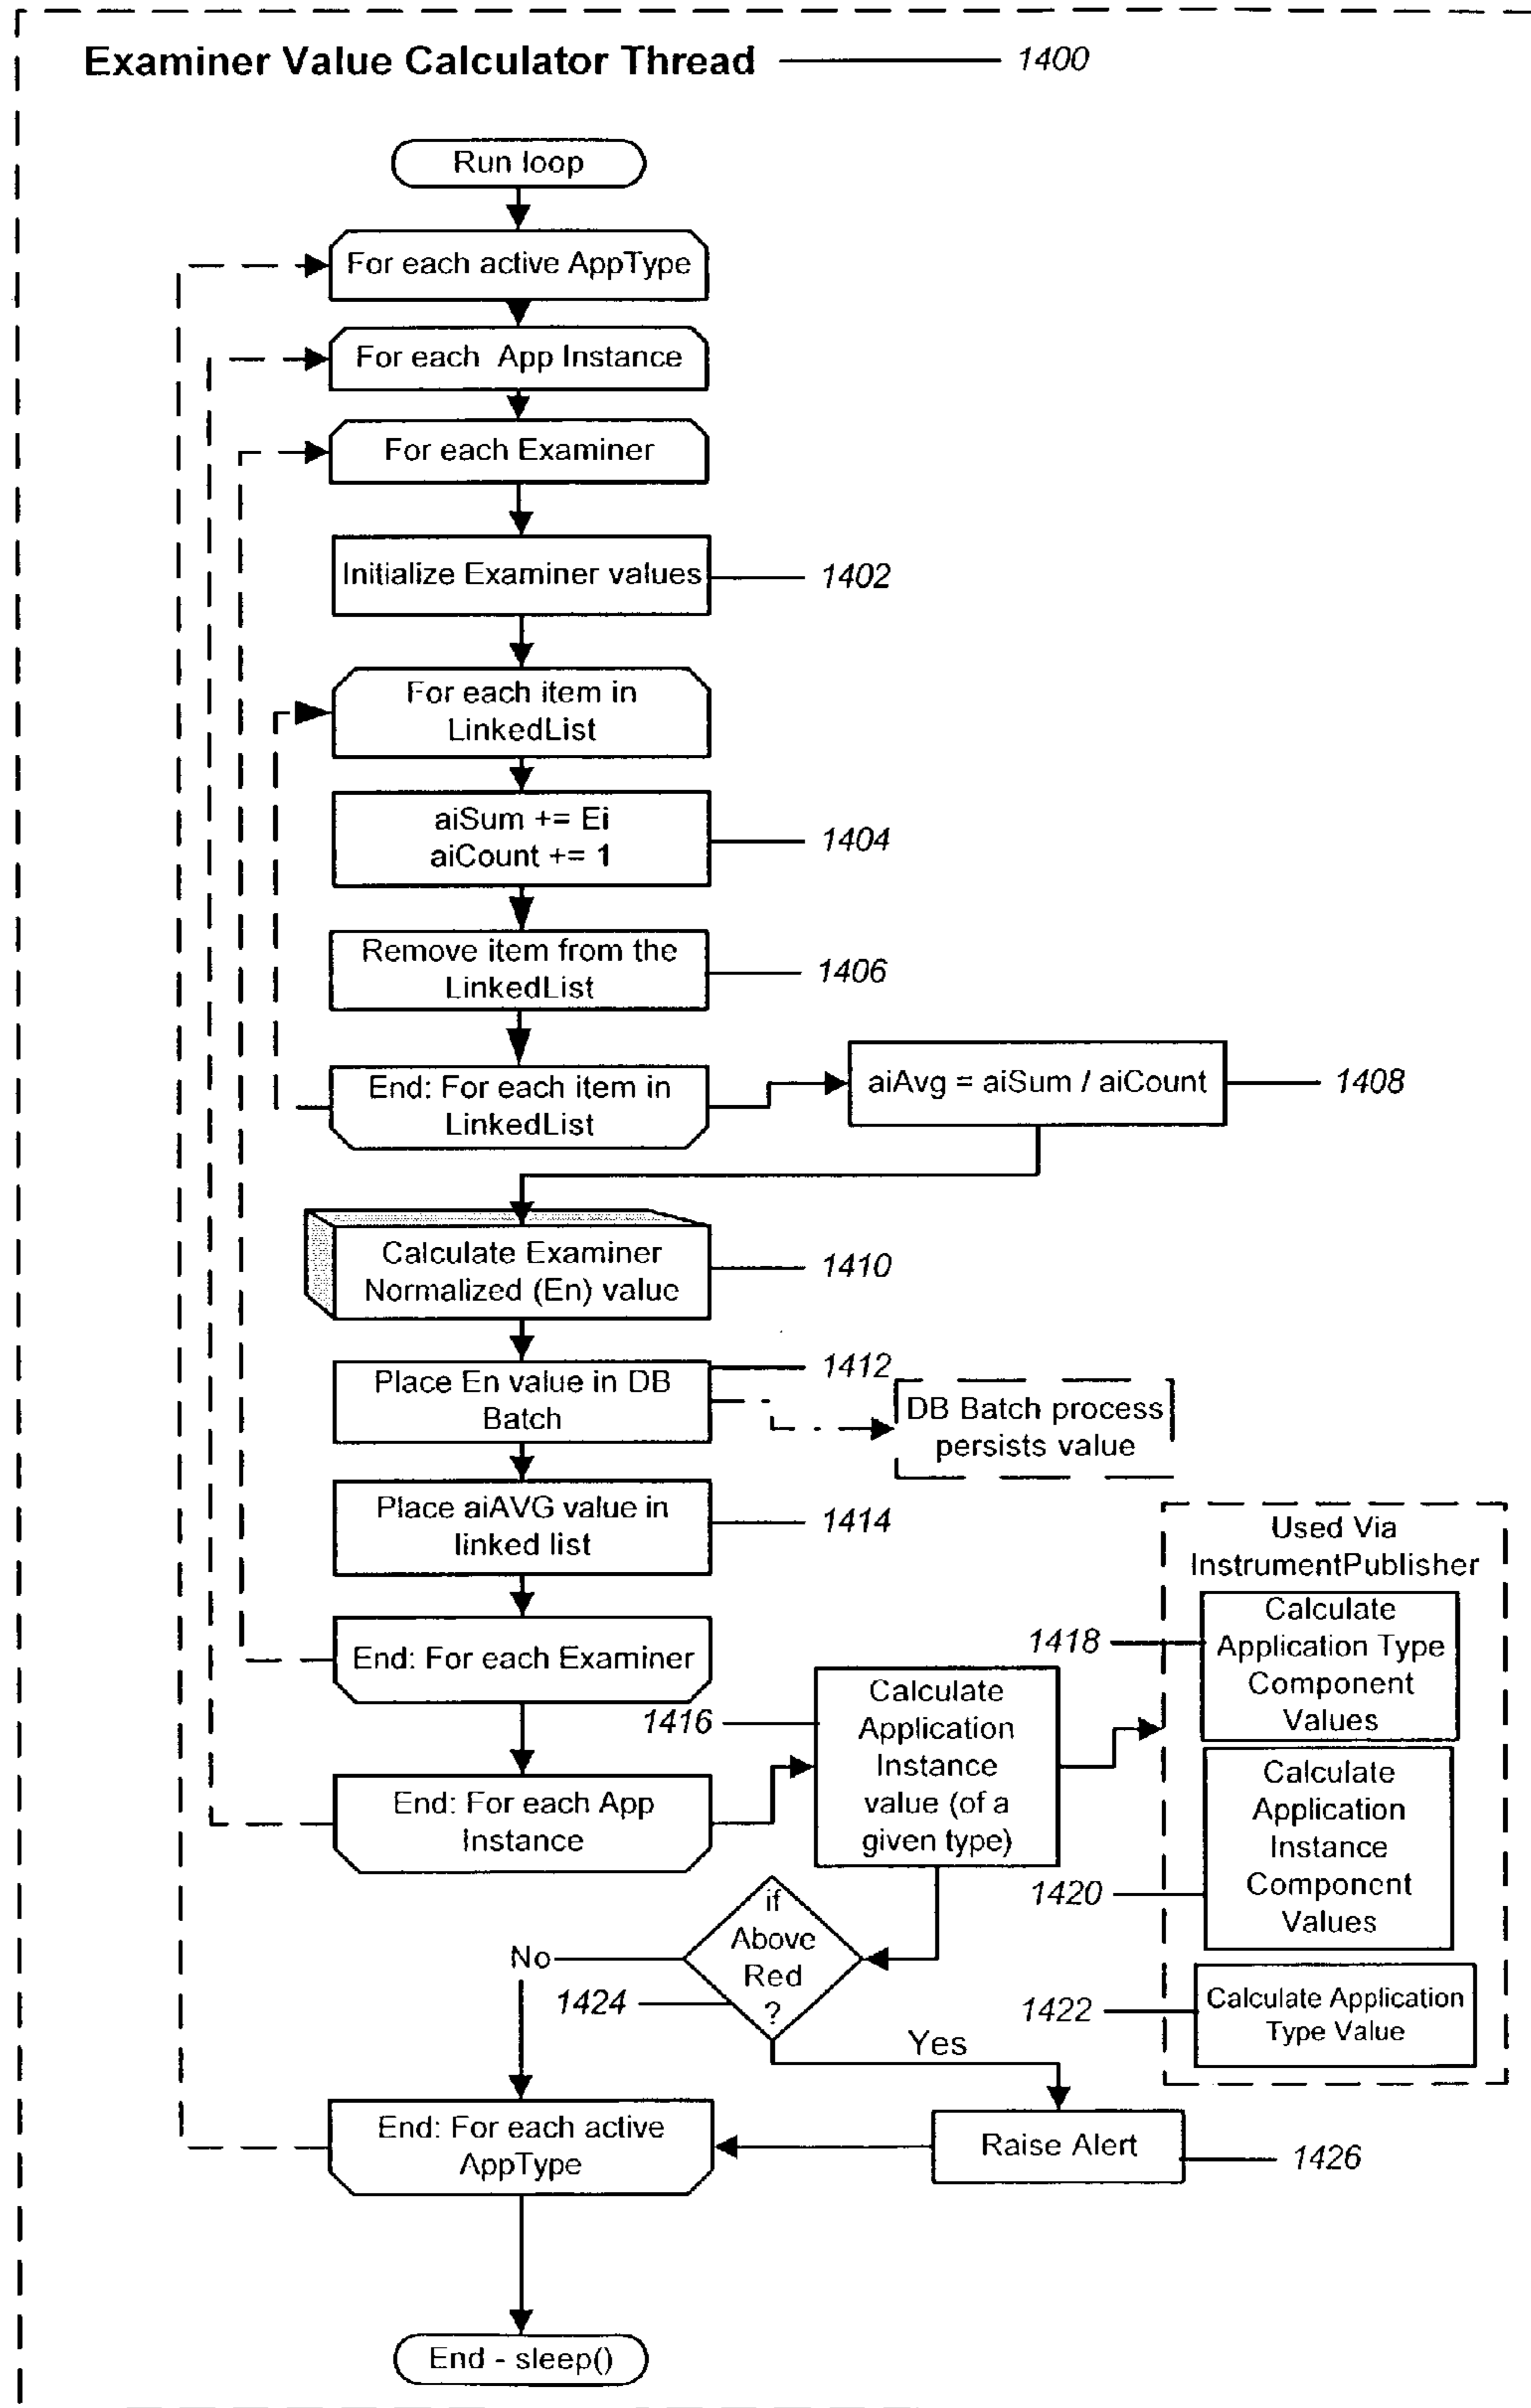 Examiner Value Calculator Thread 1400
Run loop
For each active AppType
For each App Instance
For each Examiner
Initialize Examiner values
1402
For each item in
LinkedList
aiSum += Ei
aiCount += 1
1404
Remove item from the
LinkedList
1406
End: For each item in
LinkedList
aiAvg = aiSum / aiCount
1408
Calculate Examiner
Normalized (En) value
1410
Place En value in DB
Batch
1412
DB Batch process
persists value
Place aiAVG value in
linked list
1414
Used Via
InstrumentPublisher
End: For each Examiner
1416
Calculate
Application
Instance
value (of a
given type)
1418
Calculate
Application Type
Component
Values
End: For each App
Instance
1420
Calculate
Application
Instance
Component
Values
if
Above
Red
?
No
1424
Yes
1422
Calculate Application
Type Value
End: For each active
AppType
Raise Alert
1426
End - sleep()